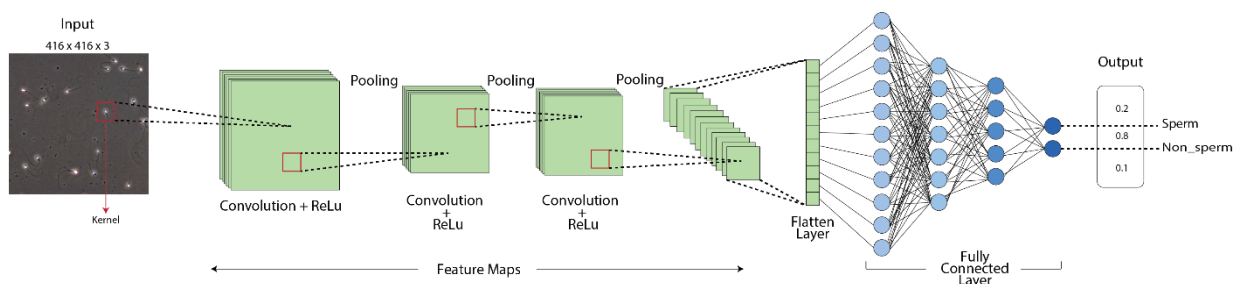 Input
416 x 416 x 3
Kernel
Convolution + ReLu
Pooling
Convolution
+
ReLu
Pooling
Convolution
+
ReLu
Pooling
Feature Maps
Flatten
Layer
Fully
Connected
Layer
Output
0.2
0.8
0.1
Sperm
Non_sperm